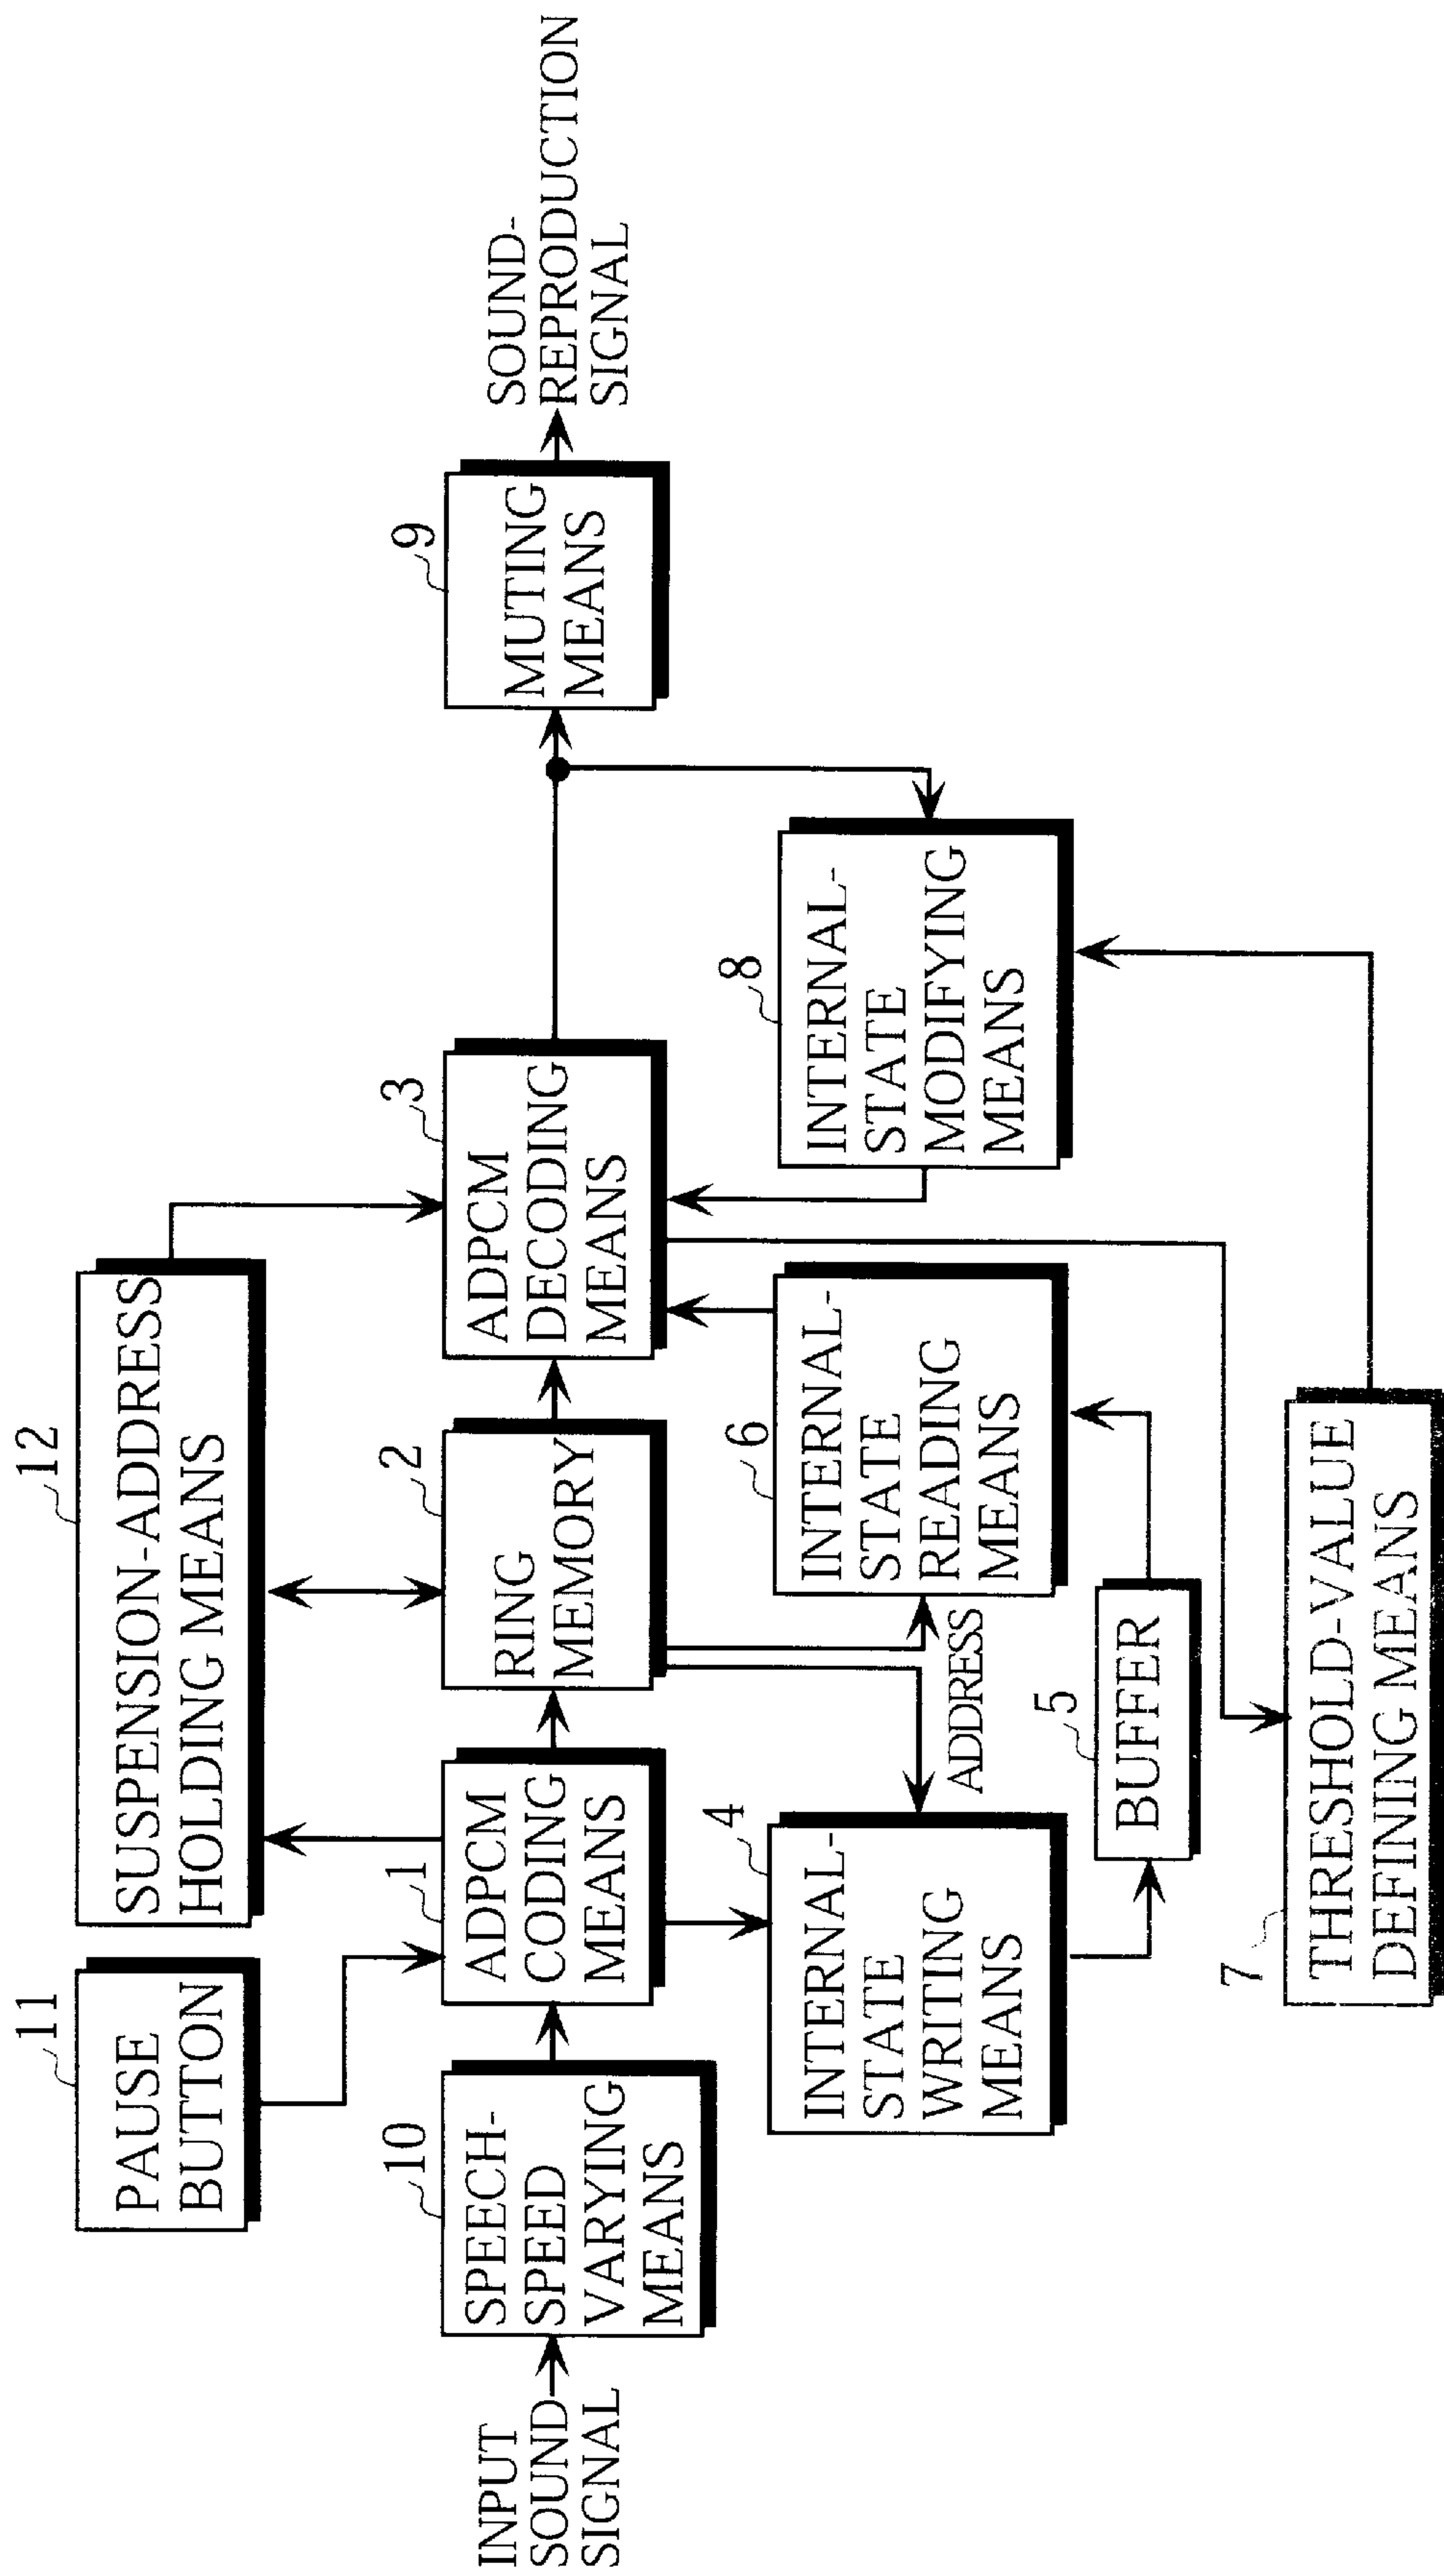 11
PAUSE
BUTTON
12
SUSPENSION-ADDRESS
HOLDING MEANS
INPUT
SOUND
SIGNAL
10
SPEECH-
SPEED
VARYING
MEANS
1
ADPCM
CODING
MEANS
2
RING
MEMORY
3
ADPCM
DECODING
MEANS
9
MUTING
MEANS
SOUND-
REPRODUCTION
SIGNAL
4
INTERNAL-
STATE
WRITING
MEANS
ADDRESS
6
INTERNAL-
STATE
READING
MEANS
8
INTERNAL-
STATE
MODIFYING
MEANS
5
BUFFER
7
THRESHOLD-VALUE
DEFINING MEANS